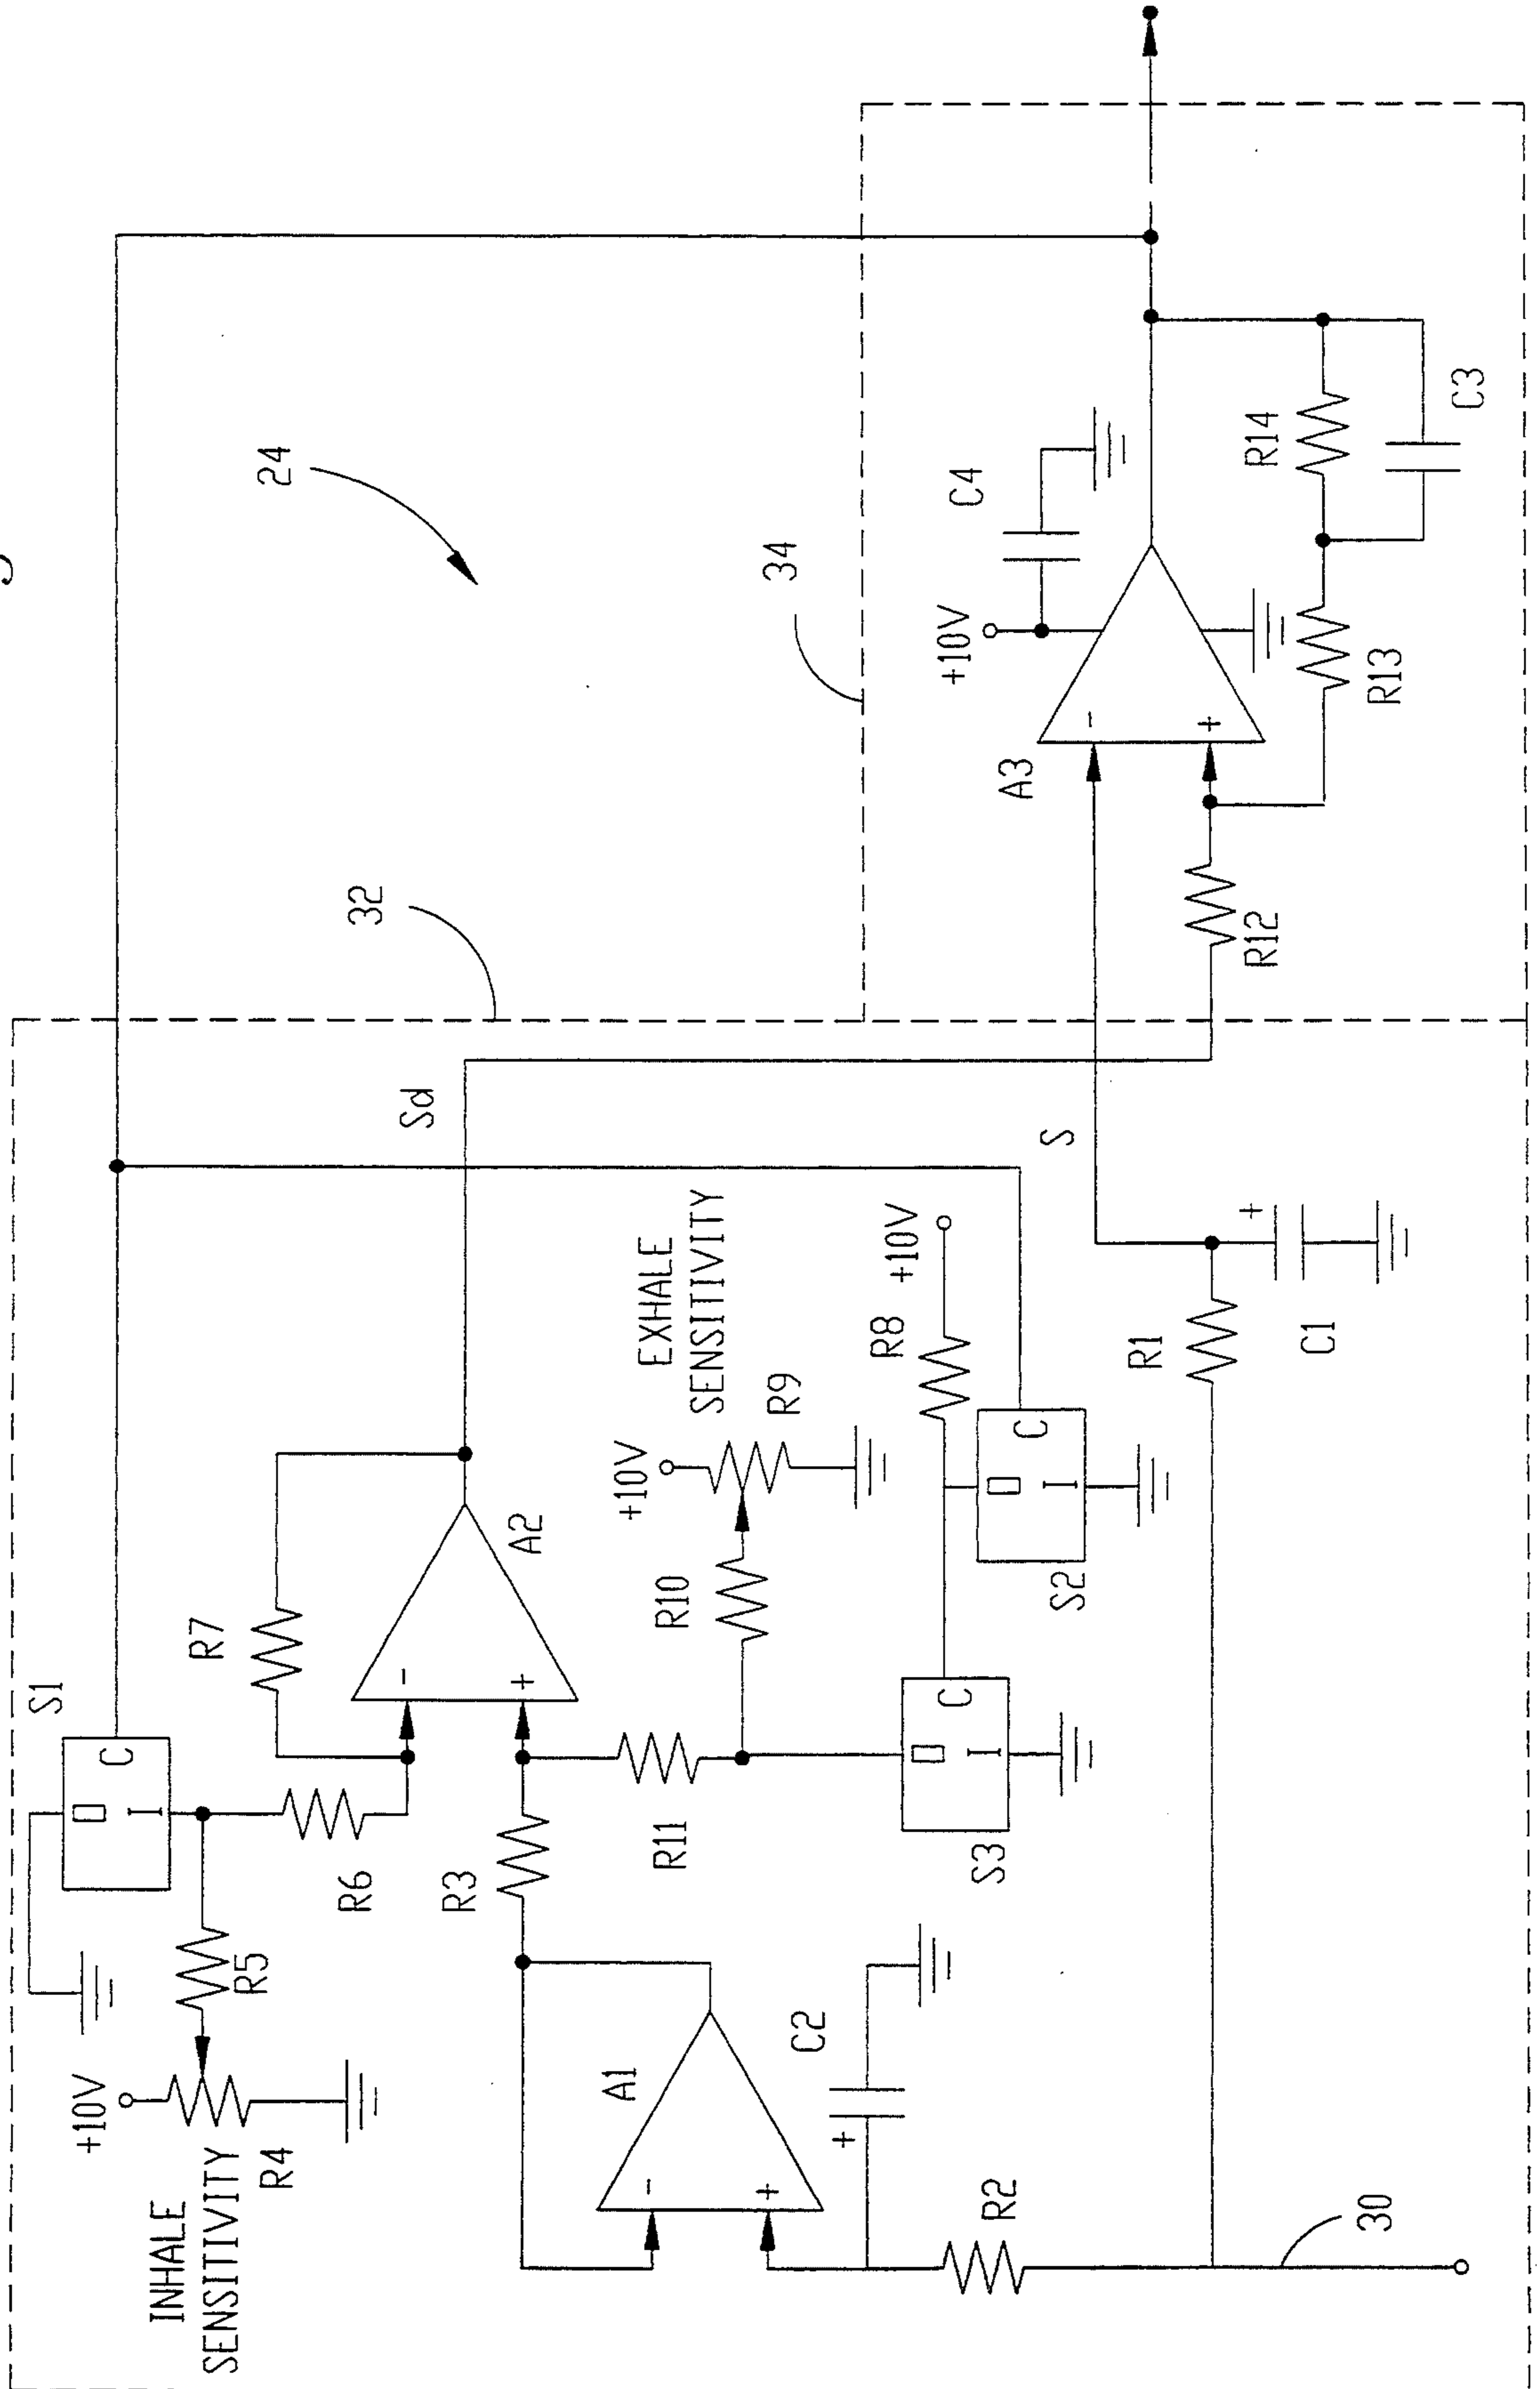 24
34
32
C4
+10V
A3
-
+
R14
C3
R13
R12
Sd
S
S1
O
I
C
R7
A2
-
+
EXHALE
SENSITIVITY
+10V
R9
R8
+10V
R10
O
I
C
S2
R1
+
C1
R6
R3
R11
O
I
C
S3
R5
+10V
R4
INHALE
SENSITIVITY
A1
-
+
C2
+
R2
30